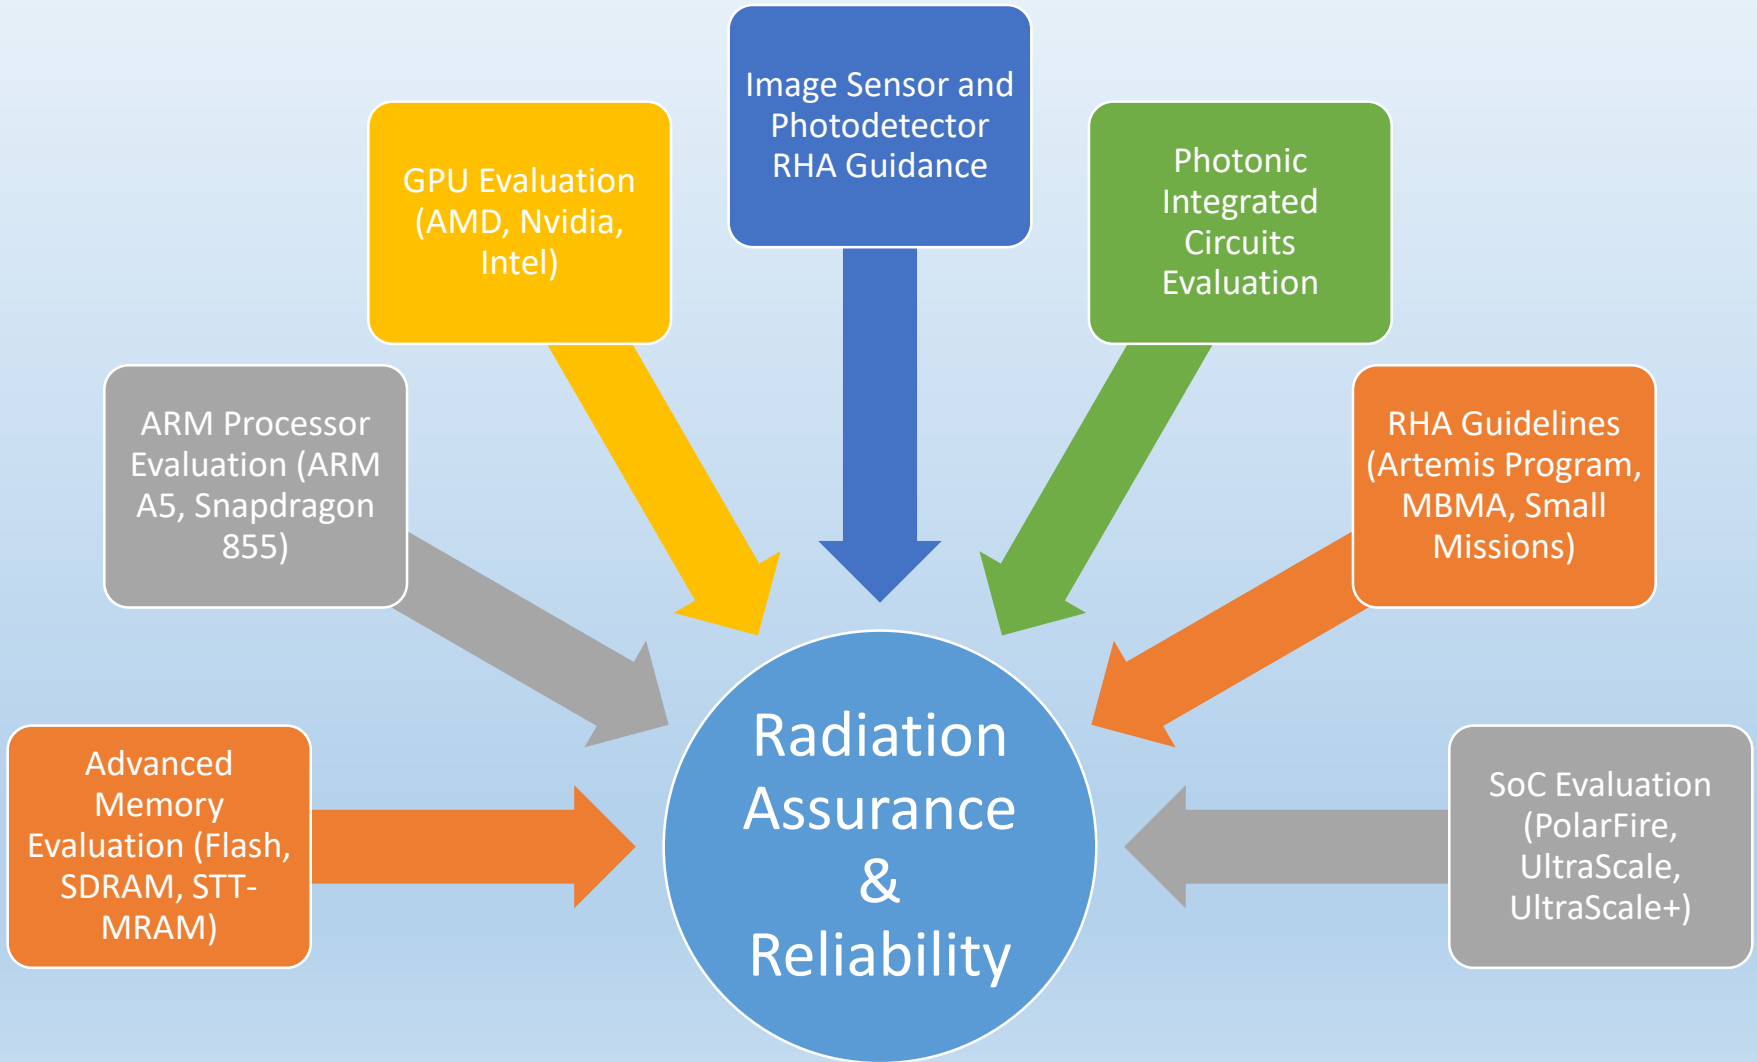 Image Sensor and
Photodetector
RHA Guidance
GPU Evaluation
(AMD, Nvidia,
Intel)
Photonic
Integrated
Circuits
Evaluation
ARM Processor
Evaluation (ARM
A5, Snapdragon
855)
RHA Guidelines
(Artemis Program,
MBMA, Small
Missions)
Advanced
Memory
Evaluation (Flash,
SDRAM, STT-
MRAM)
Radiation
Assurance
&
Reliability
SoC Evaluation
(PolarFire,
UltraScale,
UltraScale+)